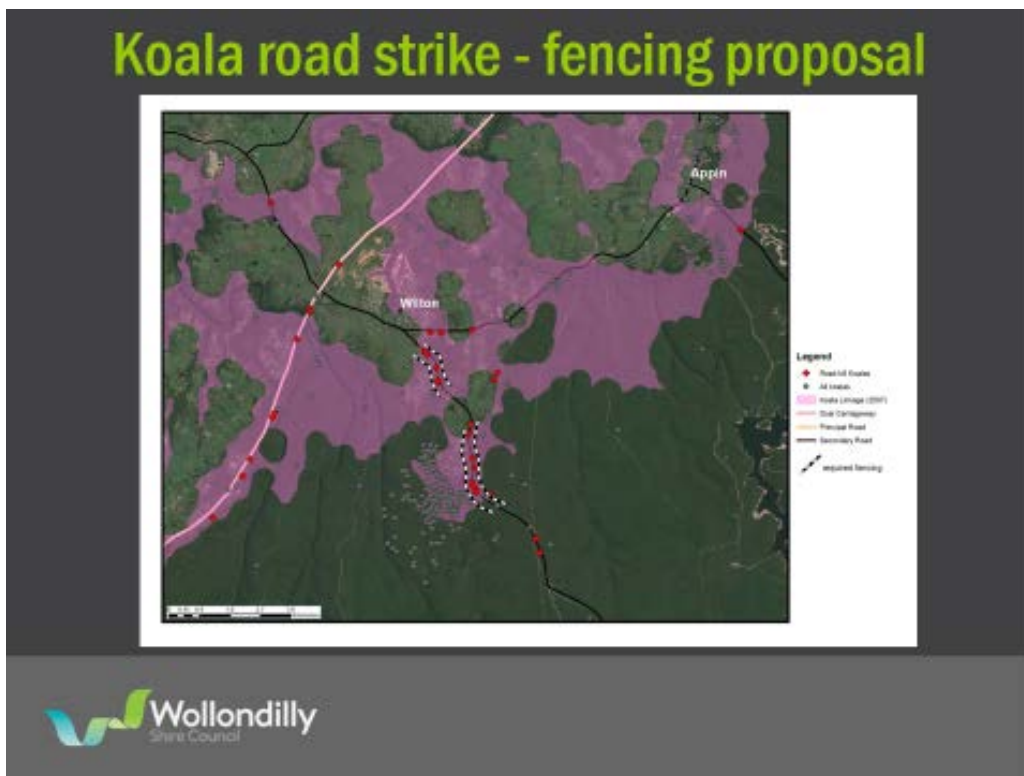 Koala road strike - fencing proposal
Appin
Wilton
Legend
Road kill Koalas
All koalas
Koala Linkage (2007)
Dual Carriageway
Principal Road
Secondary Road
required fencing
Wollondilly
Shire Council